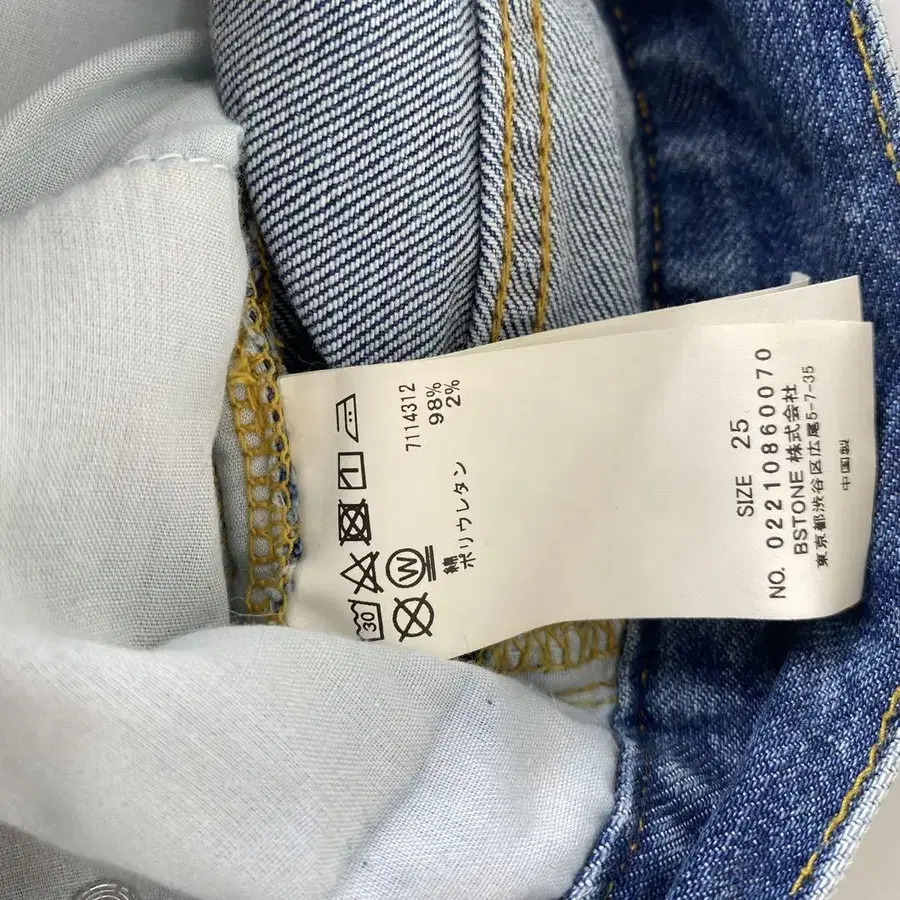 30
W
7114312
綿 98%
ポリウレタン 2%
SIZE 25
NO. 02210860070
BSTONE 株式会社
東京都渋谷区広尾5-7-35
中国製